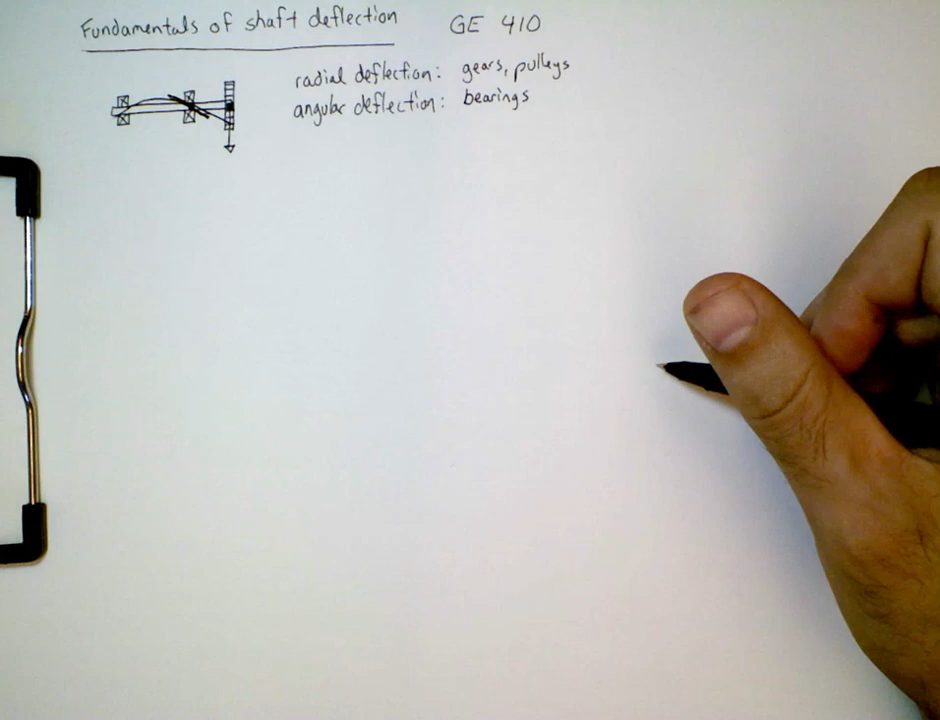 Fundamentals of shaft deflection GE 410
radial deflection: gears, pulleys
angular deflection: bearings